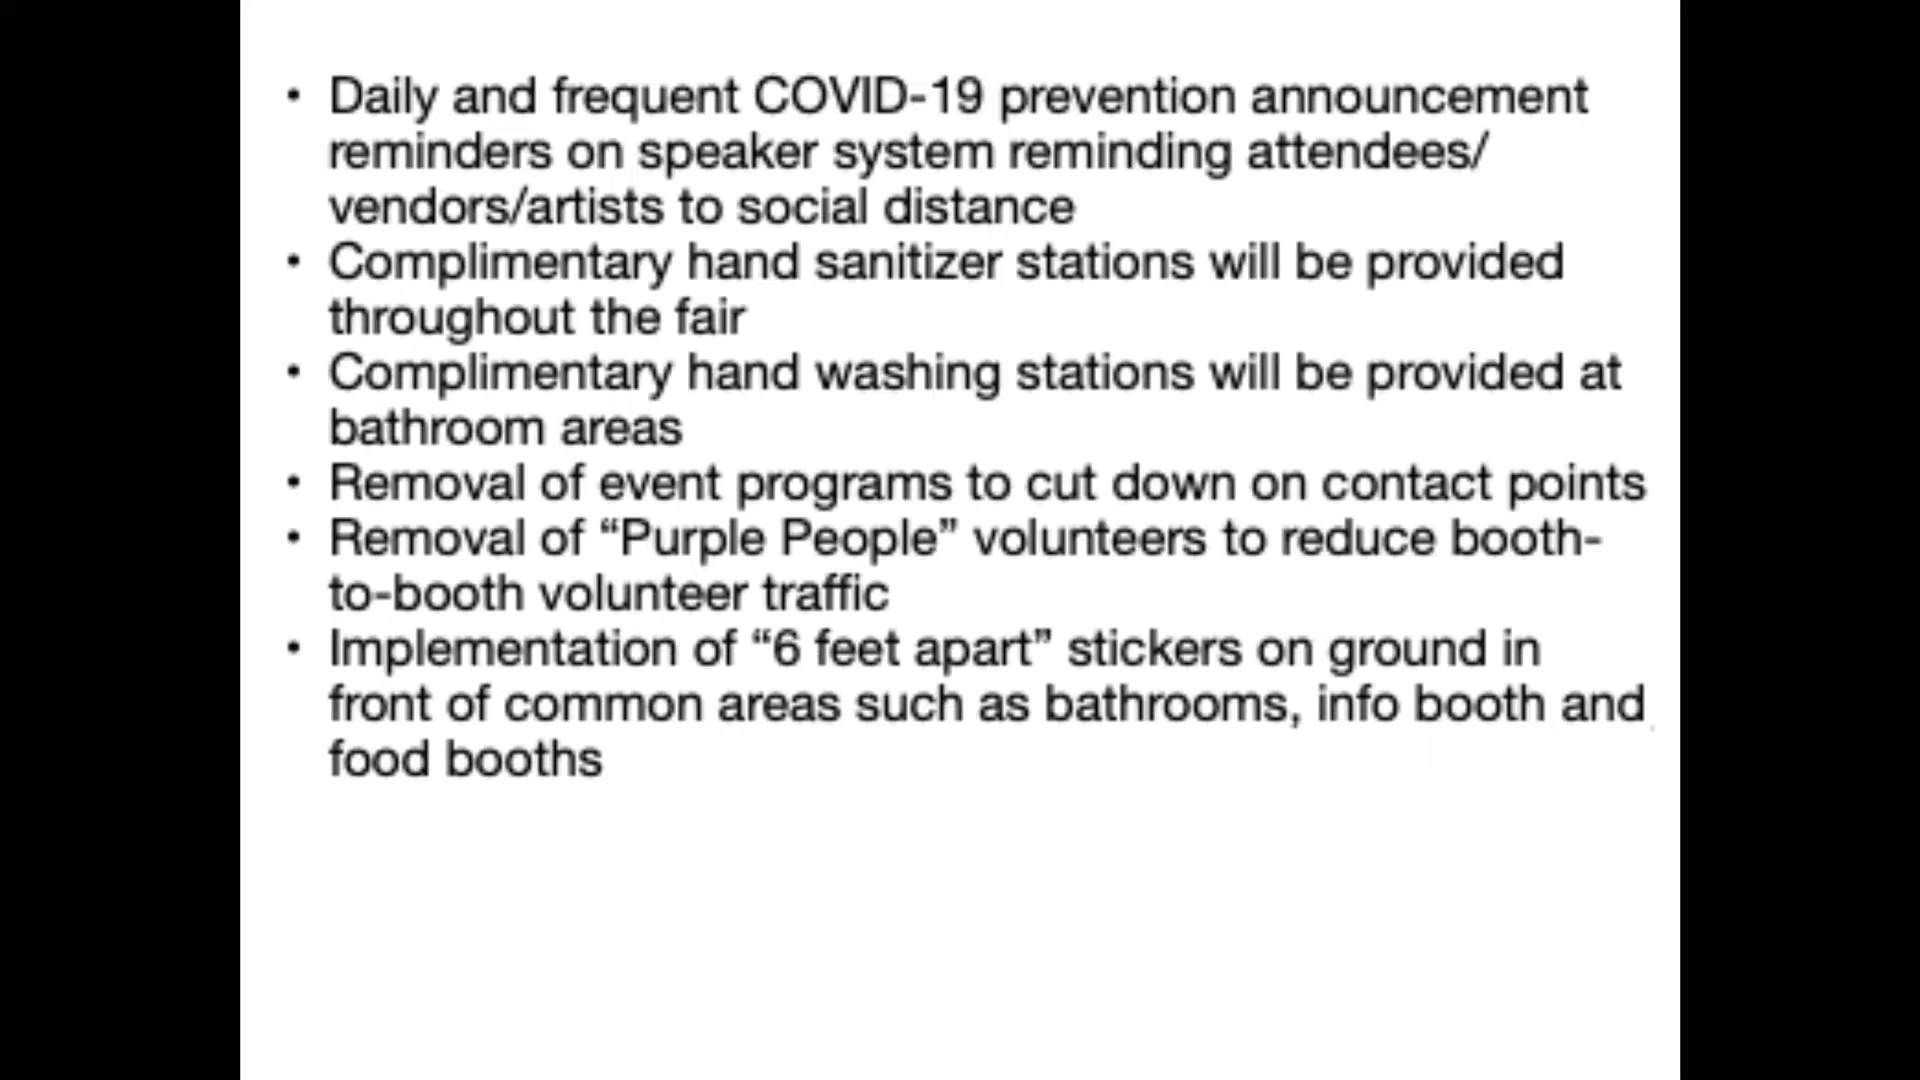 • Daily and frequent COVID-19 prevention announcement
reminders on speaker system reminding attendees/
vendors/artists to social distance
• Complimentary hand sanitizer stations will be provided
throughout the fair
• Complimentary hand washing stations will be provided at
bathroom areas
• Removal of event programs to cut down on contact points
• Removal of “Purple People” volunteers to reduce booth-
to-booth volunteer traffic
• Implementation of “6 feet apart” stickers on ground in
front of common areas such as bathrooms, info booth and
food booths